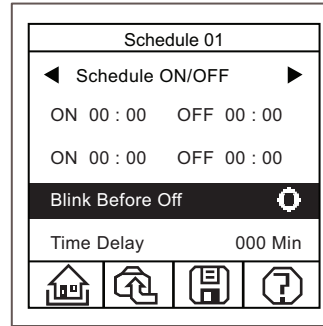 Schedule 01
Schedule ON/OFF
ON 00 : 00 OFF 00 : 00
ON 00 : 00 OFF 00 : 00
Blink Before Off
Time Delay 000 Min
?